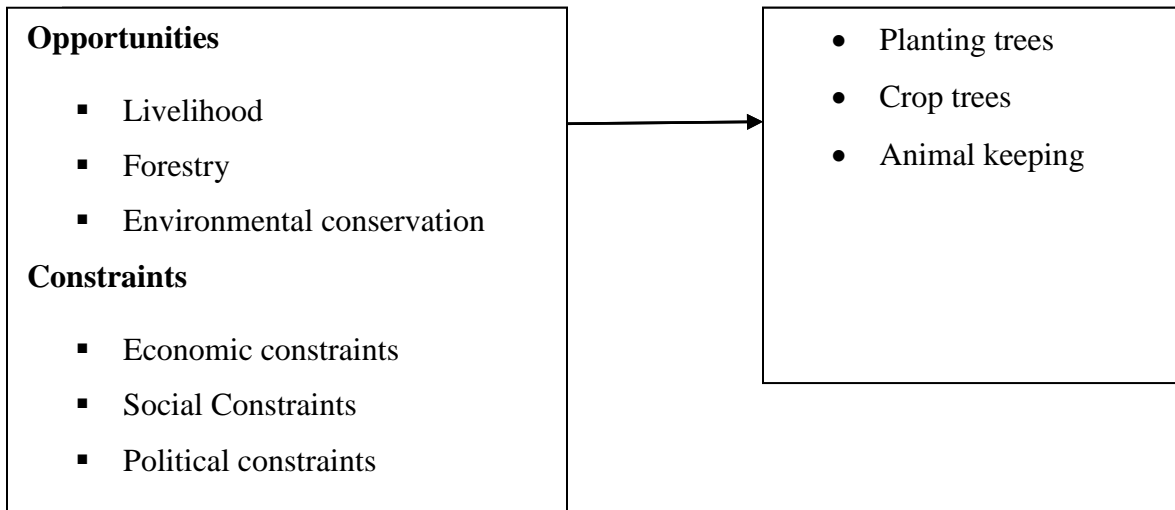 Opportunities
▪ Livelihood
▪ Forestry
▪ Environmental conservation
Constraints
▪ Economic constraints
▪ Social Constraints
▪ Political constraints
• Planting trees
• Crop trees
• Animal keeping